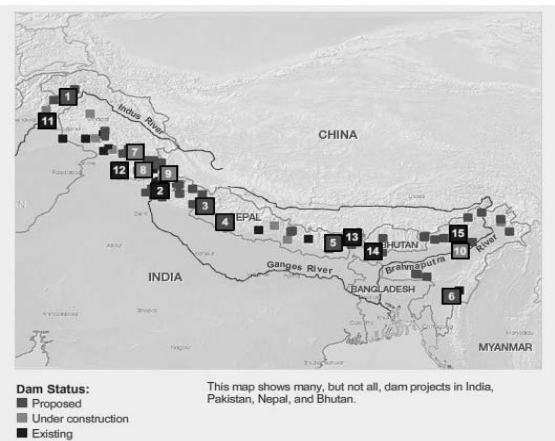 1
Indus River
11
CHINA
7
12
8
9
2
3
4
EPAL
5
13
14
BHUTAN
15
10
River
Brahmaputra
Ganges River
INDIA
BANGLADESH
6
MYANMAR
Dam Status:
Proposed
Under construction
Existing
This map shows many, but not all, dam projects in India,
Pakistan, Nepal, and Bhutan.